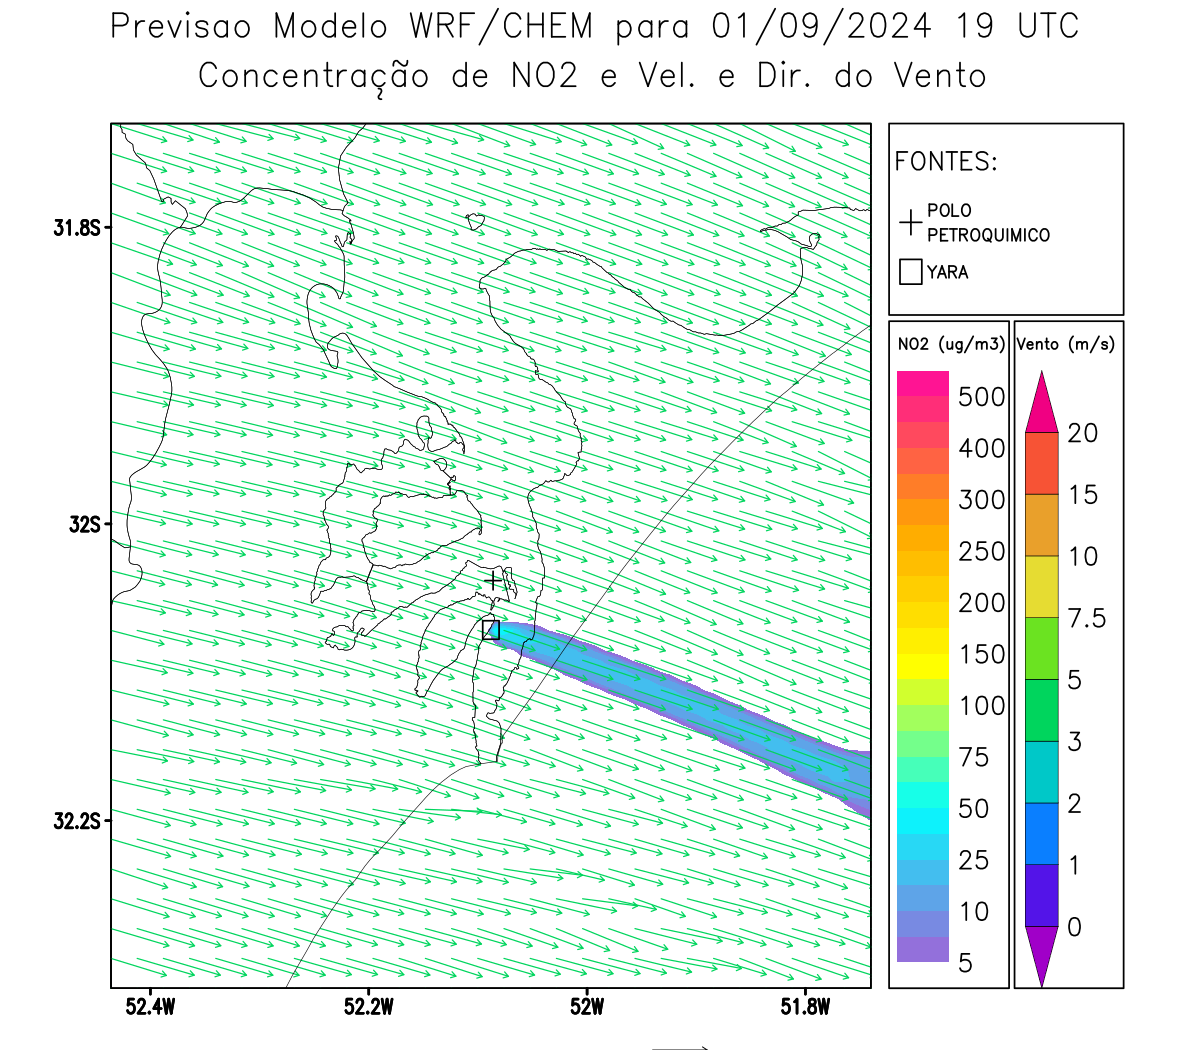 Previsao Modelo WRF/CHEM para 01/09/2024 19 UTC
Concentração de NO2 e Vel. e Dir. do Vento
FONTES:
POLO
PETROQUIMICO
YARA
NO2 (ug/m3)
500
400
300
250
200
150
100
75
50
25
10
5
Vento (m/s)
20
15
10
7.5
5
3
2
1
0
31.8S
32S
32.2S
52.4W
52.2W
52W
51.8W